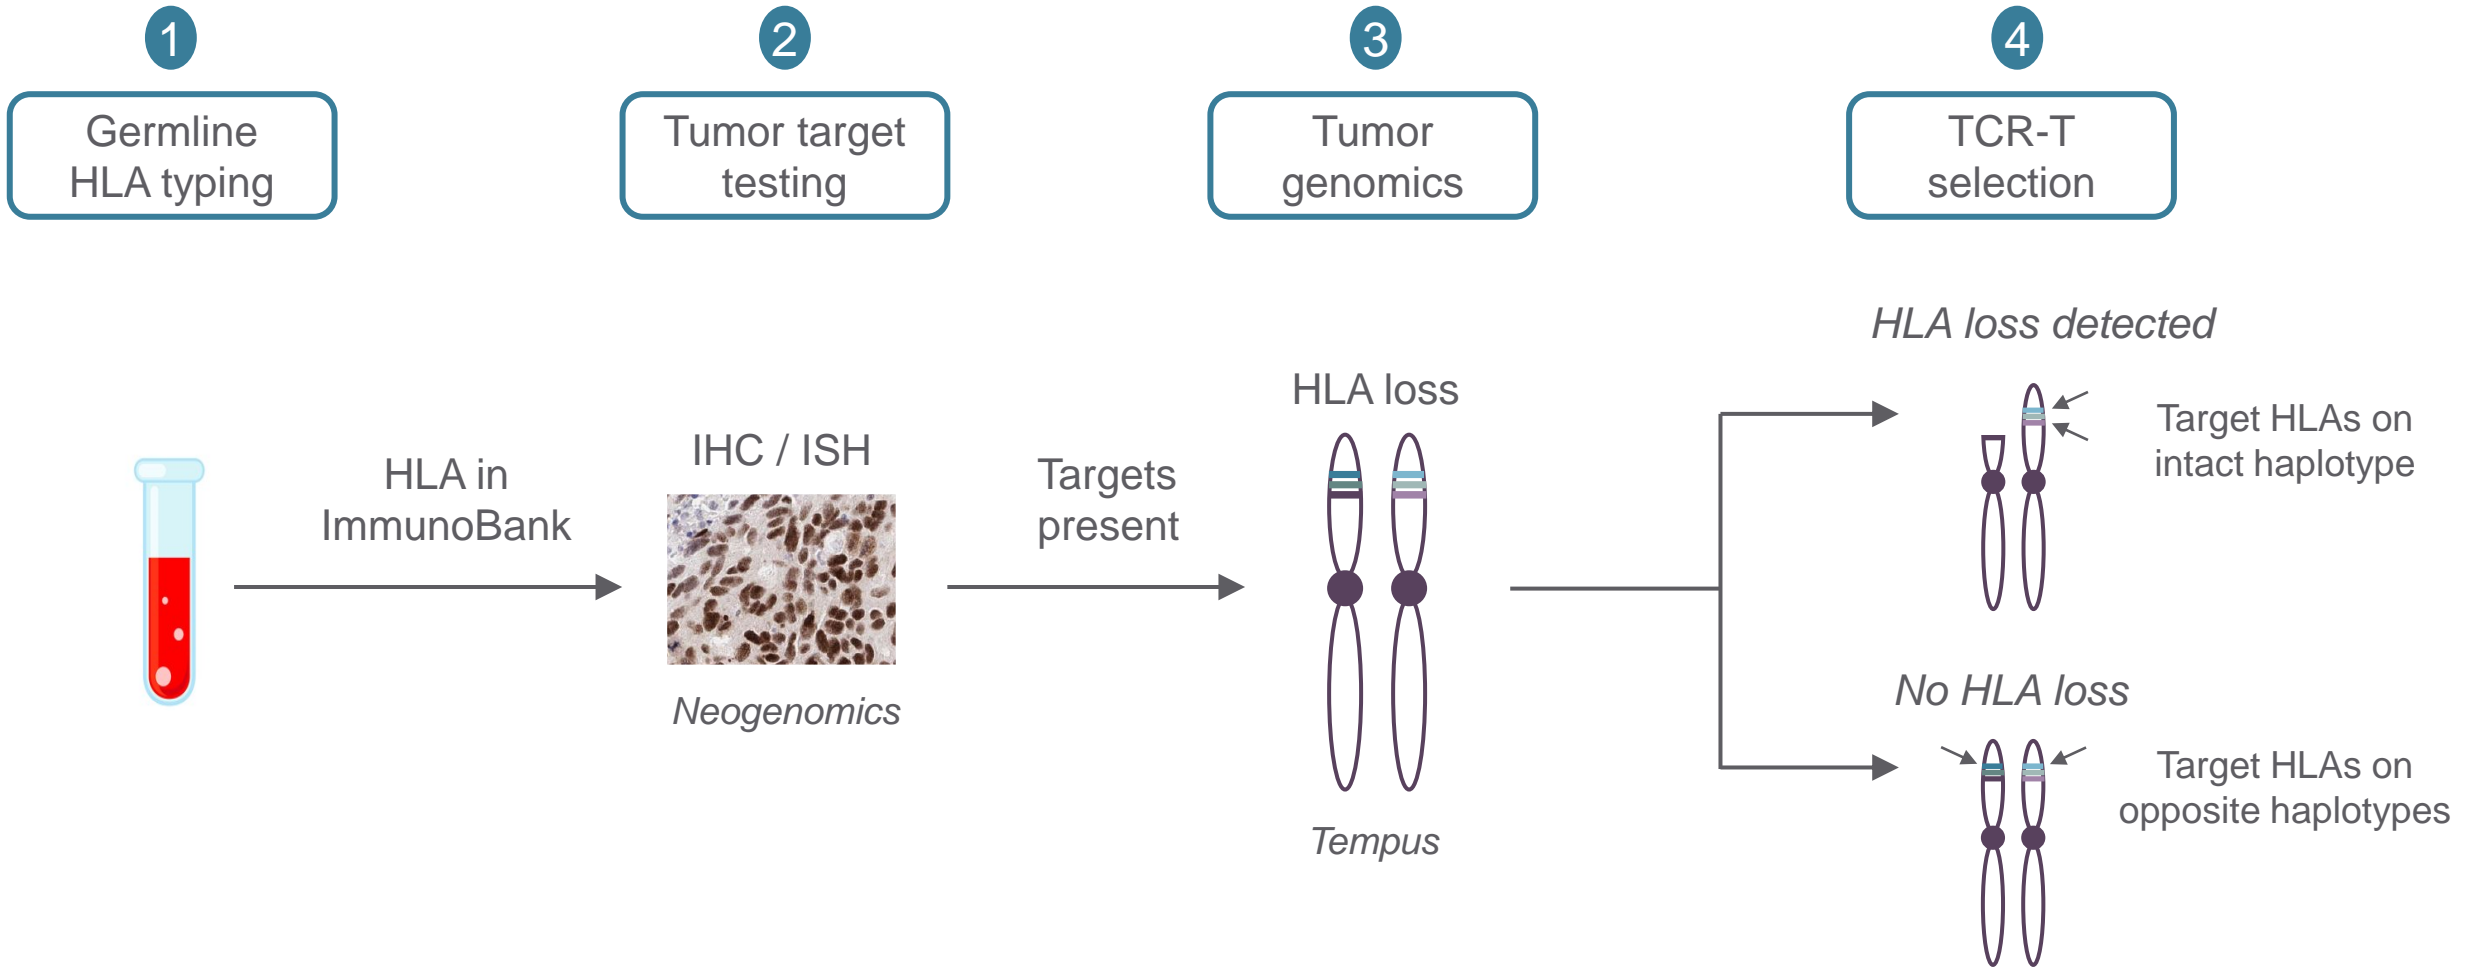 1
Germline
HLA typing
2
Tumor target
testing
3
Tumor
genomics
4
TCR-T
selection
HLA in
ImmunoBank
IHC / ISH
Neogenomics
Targets
present
HLA loss
Tempus
HLA loss detected
Target HLAs on
intact haplotype
No HLA loss
Target HLAs on
opposite haplotypes